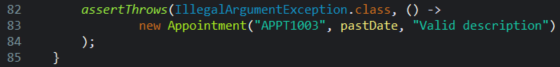 82 assertThrows(IllegalArgumentException.class, () ->
83 new Appointment("APPT1003", pastDate, "Valid description")
84 );
85 }